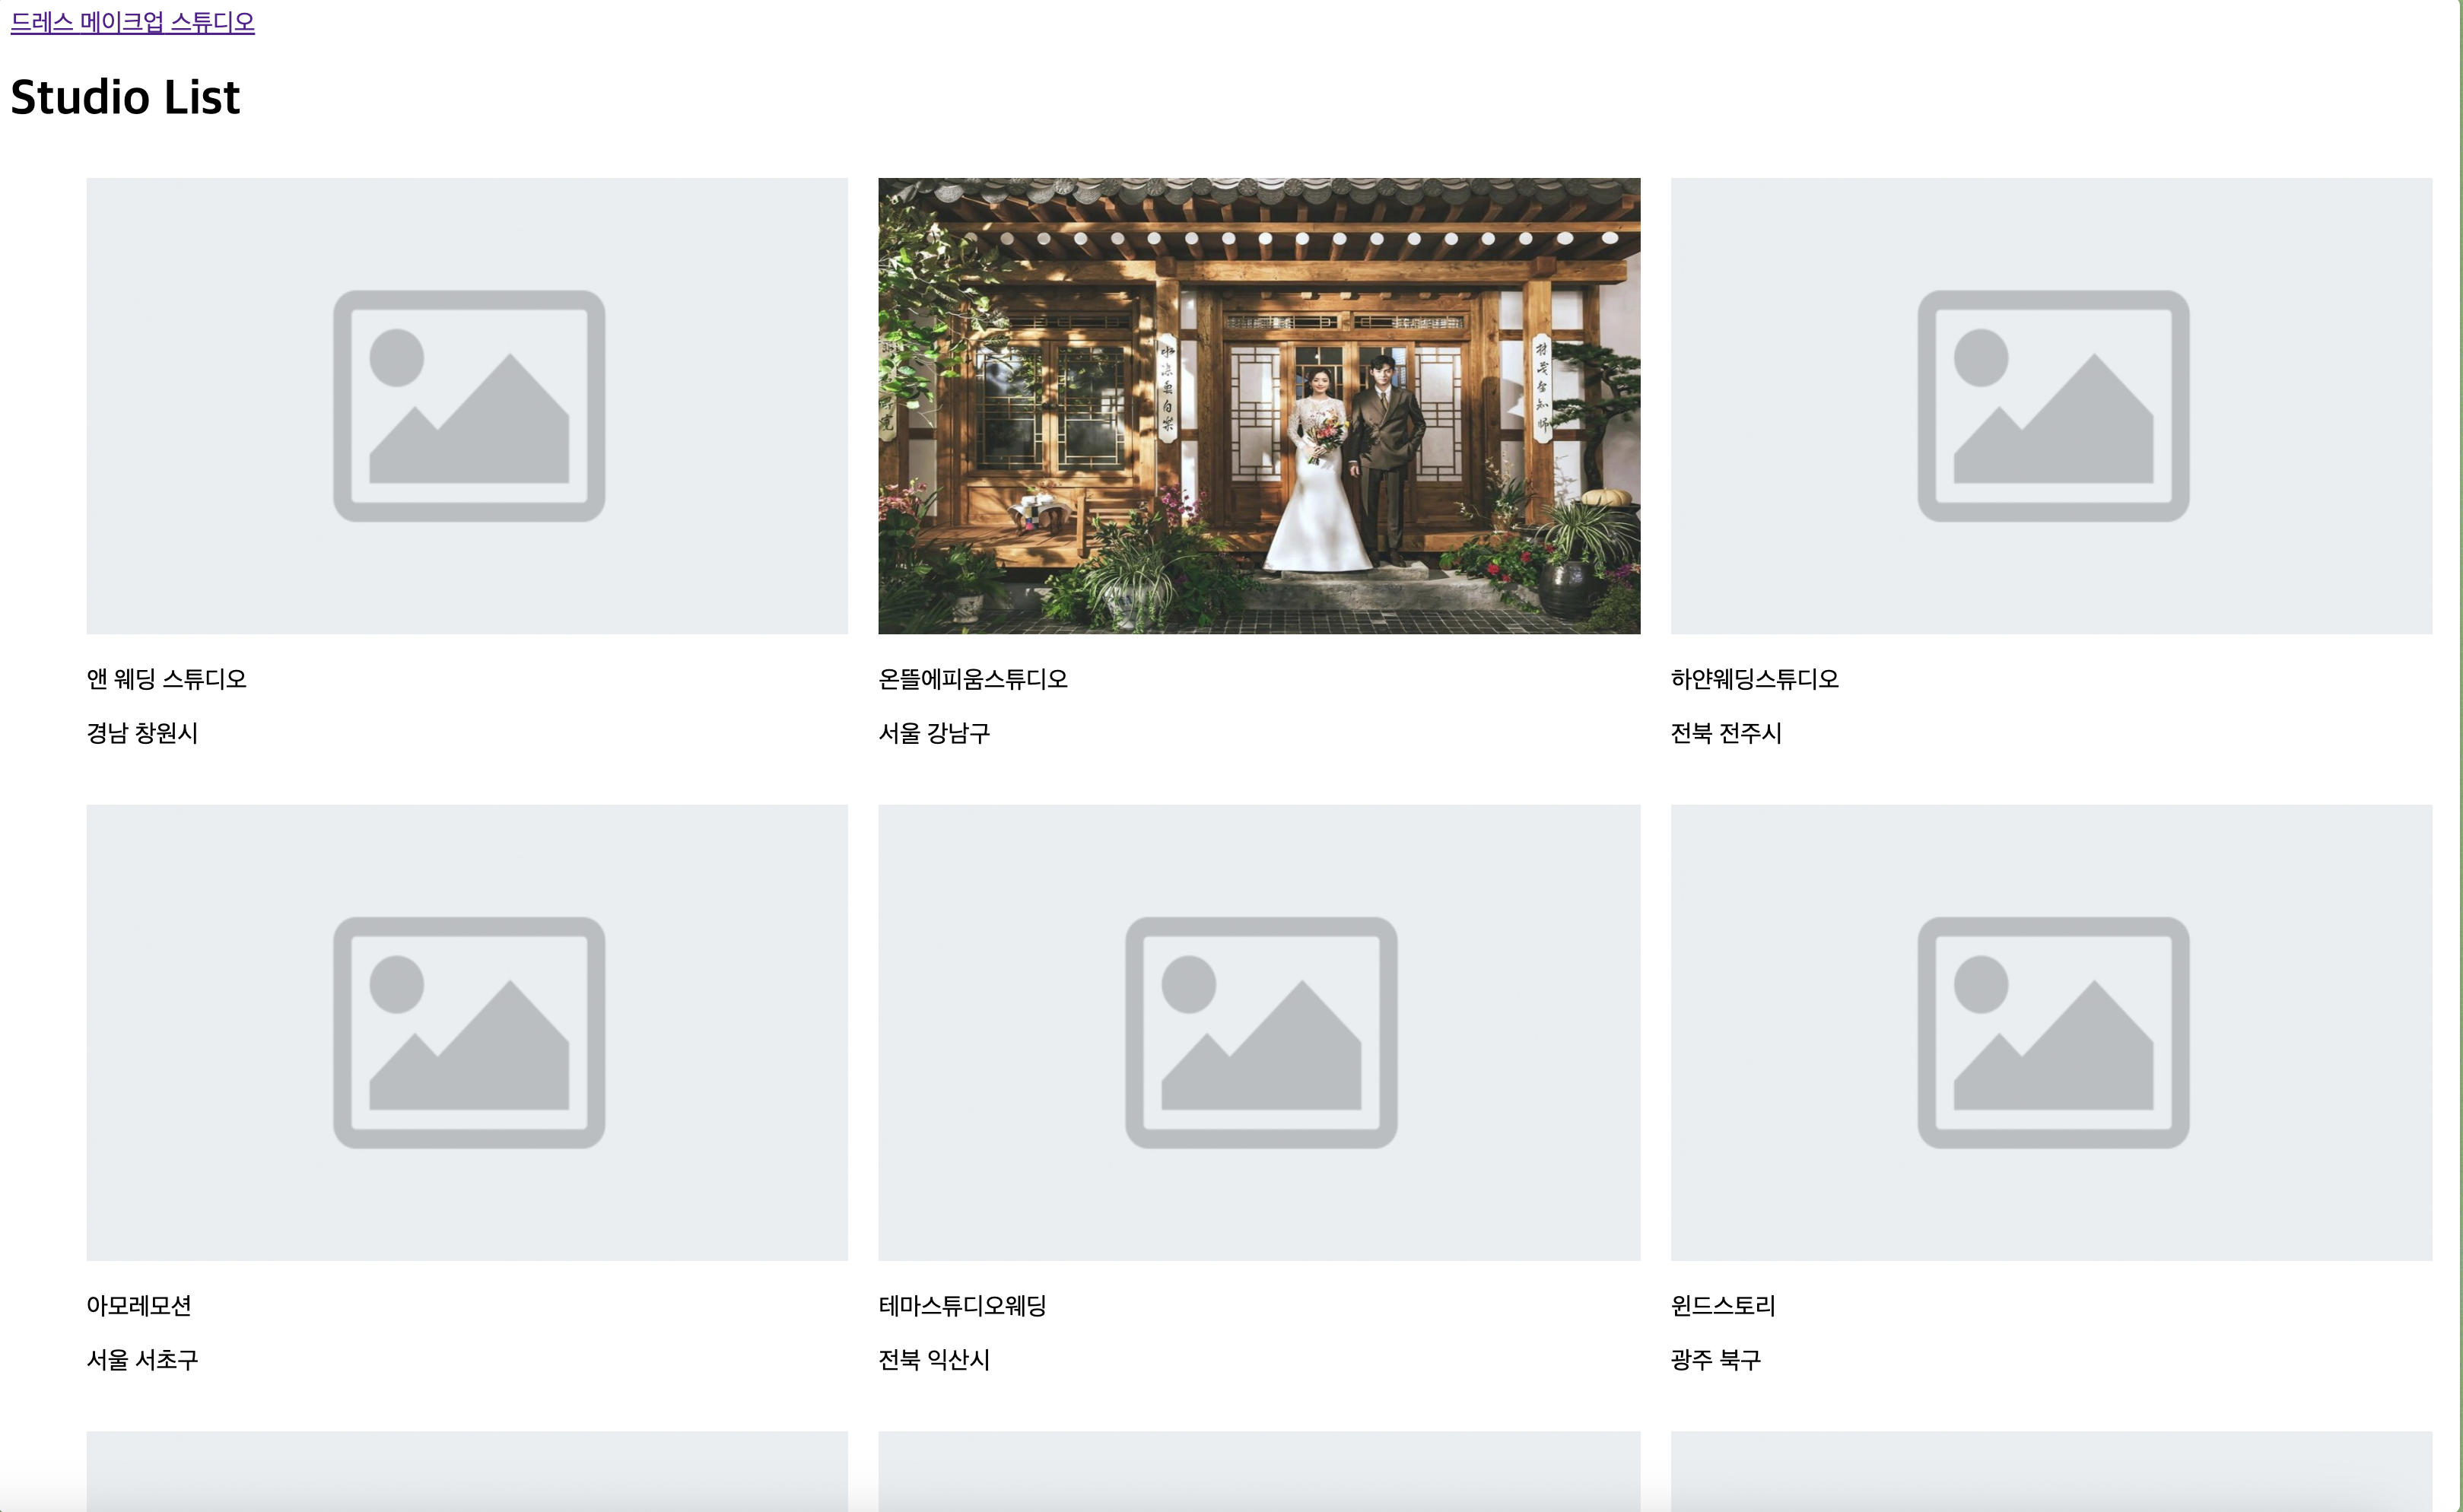 드레스 메이크업 스튜디오
Studio List
앤 웨딩 스튜디오
온뜰에피움스튜디오
하얀웨딩스튜디오
경남 창원시
서울 강남구
전북 전주시
아모레모션
테마스튜디오웨딩
윈드스토리
서울 서초구
전북 익산시
광주 북구